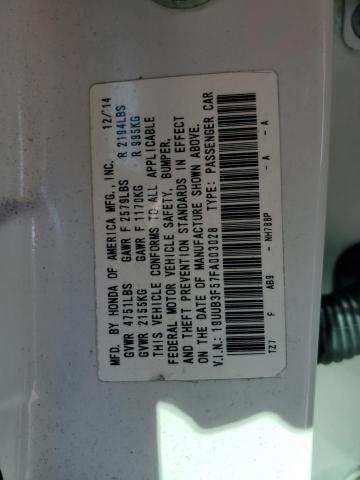 MFD. BY HONDA OF AMERICA MFG., INC. 12/14
GVWR 4751LBS GAWR F 2579LBS R 2194LBS
GVWR 2155KG GAWR F 1170KG R 995KG
THIS VEHICLE CONFORMS TO ALL APPLICABLE
FEDERAL MOTOR VEHICLE SAFETY, BUMPER,
AND THEFT PREVENTION STANDARDS IN EFFECT
ON THE DATE OF MANUFACTURE SHOWN ABOVE.
V.I.N.: 19UUB3F57FA003028 TYPE: PASSENGER CAR
F AB9 - NH788P - A - A
TZ7